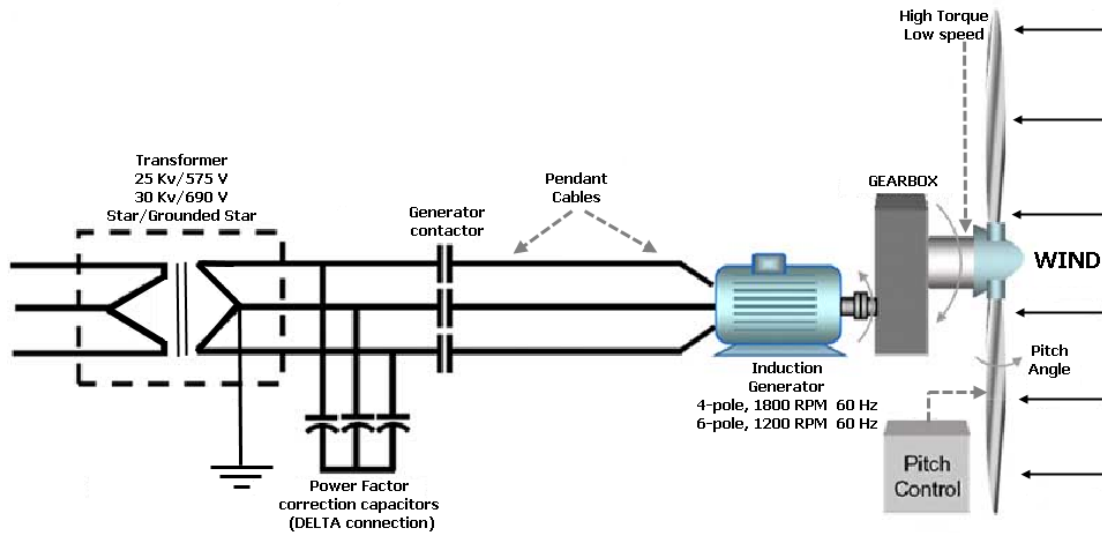 High Torque
Low speed
Transformer
25 Kv/575 V
30 Kv/690 V
Star/Grounded Star
Generator
contactor
Pendant
Cables
GEARBOX
WIND
Pitch
Angle
Induction
Generator
4-pole, 1800 RPM 60 Hz
6-pole, 1200 RPM 60 Hz
Pitch
Control
Power Factor
correction capacitors
(DELTA connection)